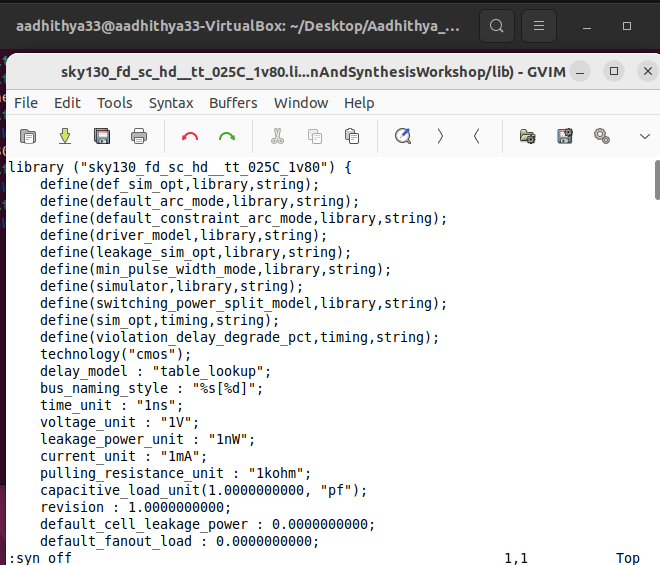 aadhithya33@aadhithya33-VirtualBox: ~/Desktop/Aadhithya_...
sky130_fd_sc_hd__tt_025C_1v80.li...nAndSynthesisWorkshop/lib) - GVIM
File Edit Tools Syntax Buffers Window Help
library ("sky130_fd_sc_hd__tt_025C_1v80") {
    define(def_sim_opt,library,string);
    define(default_arc_mode,library,string);
    define(default_constraint_arc_mode,library,string);
    define(driver_model,library,string);
    define(leakage_sim_opt,library,string);
    define(min_pulse_width_mode,library,string);
    define(simulator,library,string);
    define(switching_power_split_model,library,string);
    define(sim_opt,timing,string);
    define(violation_delay_degrade_pct,timing,string);
    technology("cmos");
    delay_model : "table_lookup";
    bus_naming_style : "%s[%d]";
    time_unit : "1ns";
    voltage_unit : "1V";
    leakage_power_unit : "1nW";
    current_unit : "1mA";
    pulling_resistance_unit : "1kohm";
    capacitive_load_unit(1.0000000000, "pf");
    revision : 1.0000000000;
    default_cell_leakage_power : 0.0000000000;
    default_fanout_load : 0.0000000000;
:syn off 1,1 Top